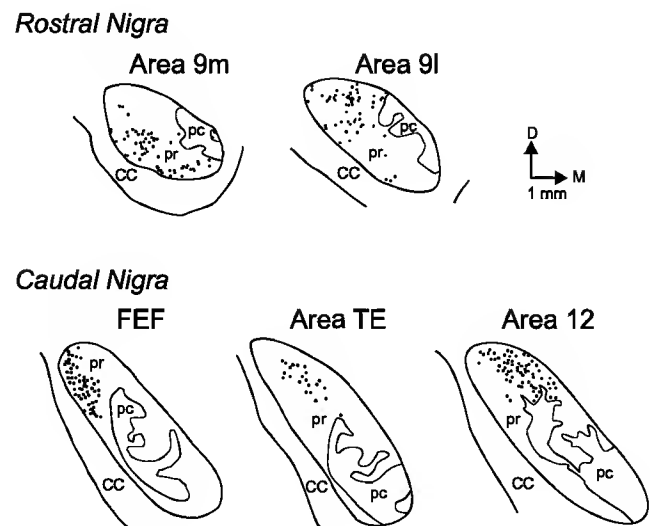 Rostral Nigra
Area 9m
Area 9l
pc
pr
CC
pc
pr
CC
D
M
1 mm
Caudal Nigra
FEF
Area TE
Area 12
pr
pc
CC
pr
CC
pc
pr
CC
pc